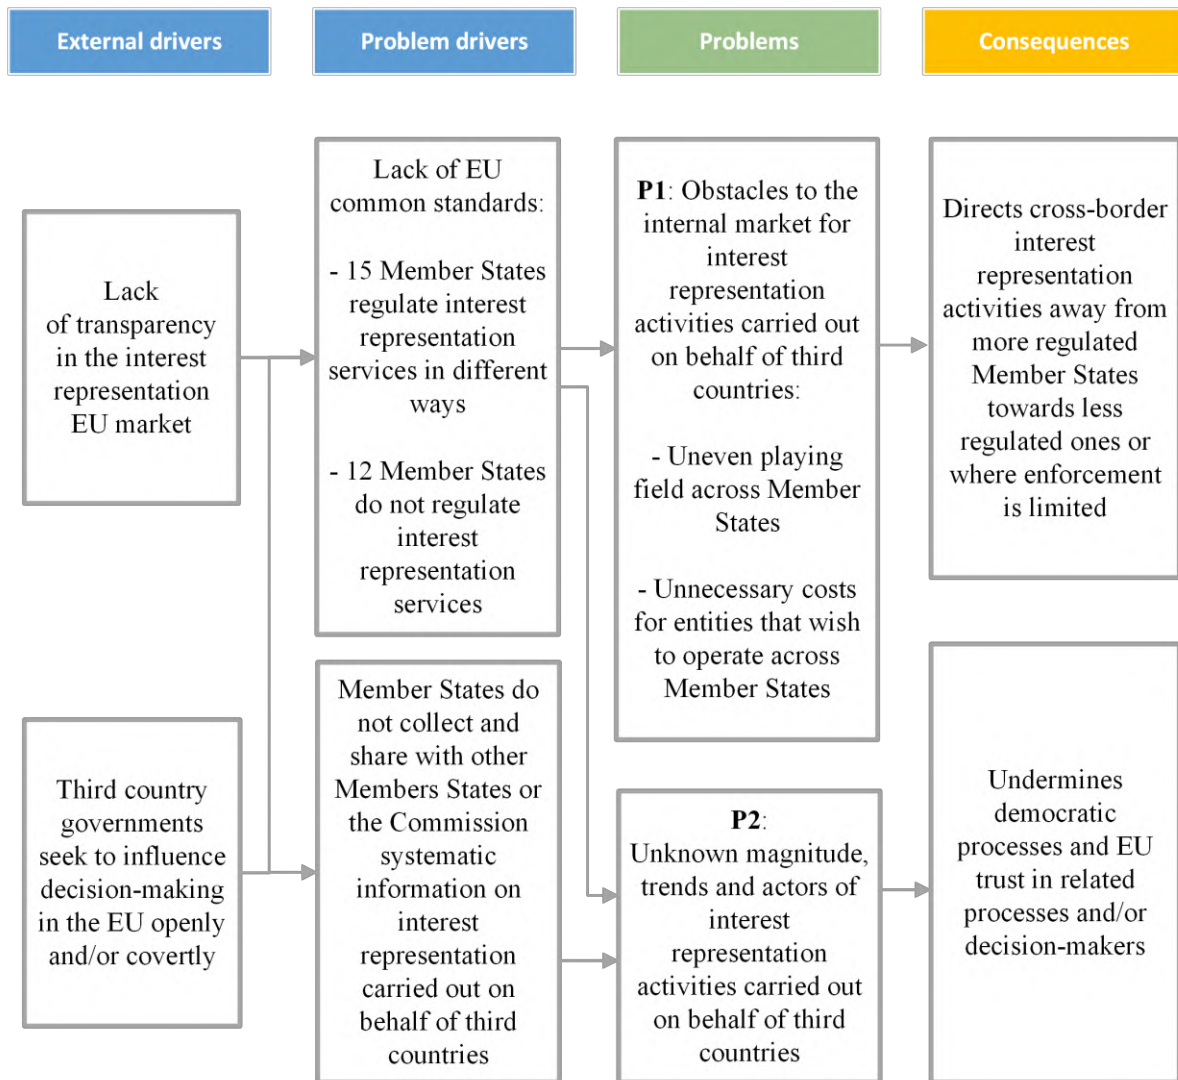 External drivers
Problem drivers
Problems
Consequences
Lack
of transparency
in the interest
representation
EU market
Third country
governments
seek to influence
decision-making
in the EU openly
and/or covertly
Lack of EU
common standards:
- 15 Member States
regulate interest
representation
services in different
ways
- 12 Member States
do not regulate
interest
representation
services
Member States do
not collect and
share with other
Members States or
the Commission
systematic
information on
interest
representation
carried out on
behalf of third
countries
P1: Obstacles to the
internal market for
interest
representation
activities carried out
on behalf of third
countries:
- Uneven playing
field across Member
States
- Unnecessary costs
for entities that wish
to operate across
Member States
P2:
Unknown magnitude,
trends and actors of
interest
representation
activities carried out
on behalf of third
countries
Directs cross-border
interest
representation
activities away from
more regulated
Member States
towards less
regulated ones or
where enforcement
is limited
Undermines
democratic
processes and EU
trust in related
processes and/or
decision-makers